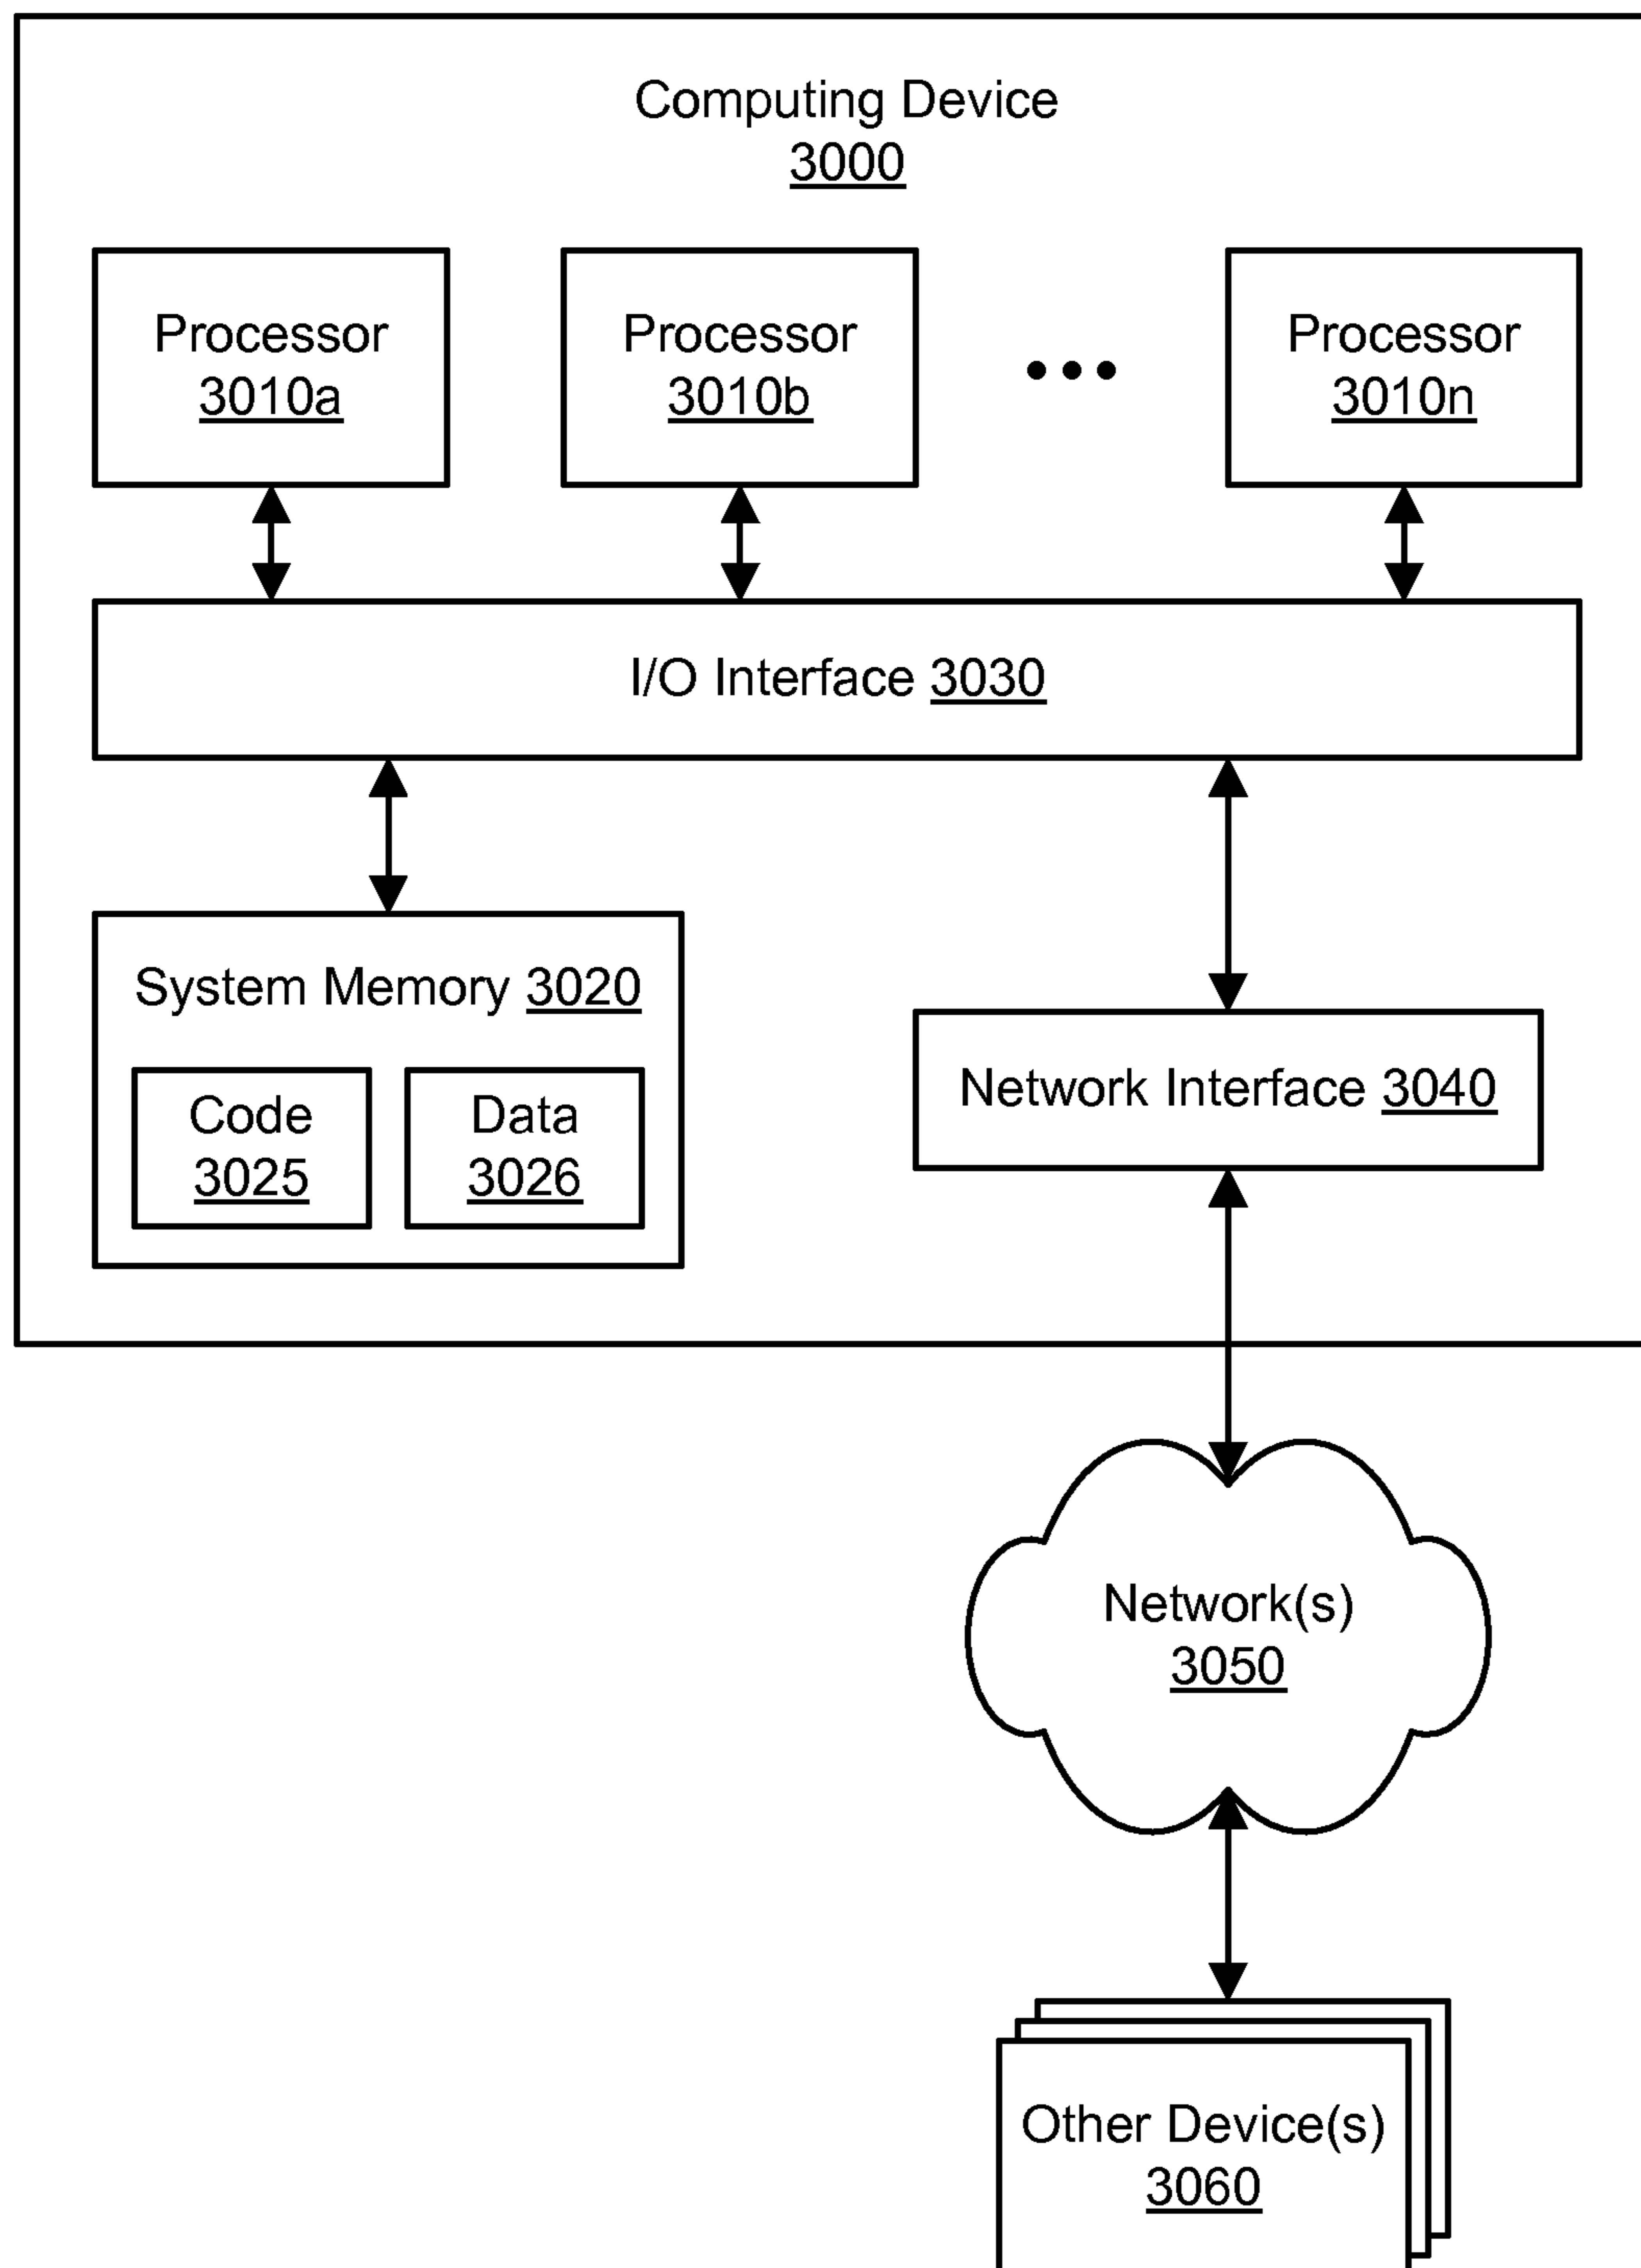 Computing Device
3000
Processor
3010a
Processor
3010b
Processor
3010n
I/O Interface 3030
System Memory 3020
Code
3025
Data
3026
Network Interface 3040
Network(s)
3050
Other Device(s)
3060